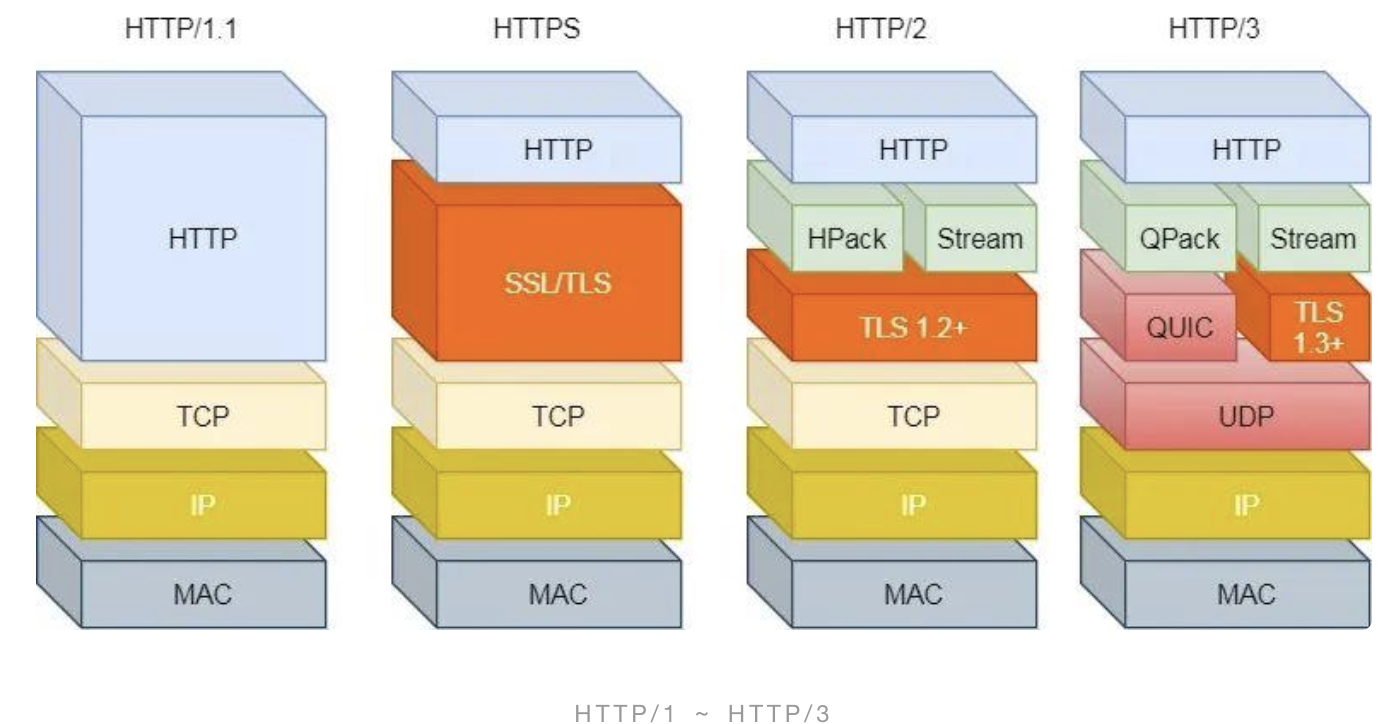 HTTP/1.1 HTTPS HTTP/2 HTTP/3
HTTP HTTP HTTP
HTTP HPack Stream QPack Stream
SSL/TLS
TLS 1.2+ QUIC TLS
1.3+
TCP TCP TCP UDP
IP IP IP IP
MAC MAC MAC MAC
HTTP/1 ~ HTTP/3